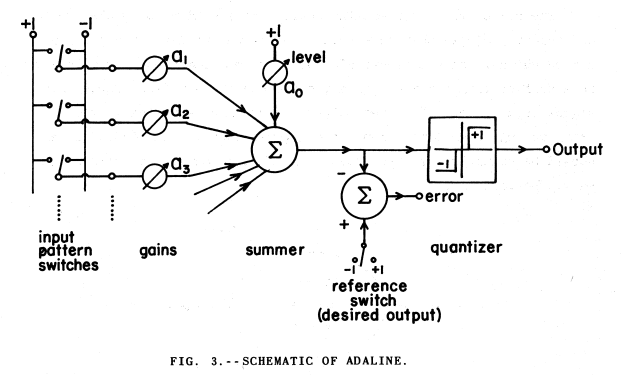 +1 -1
+1
level
a₁
a₀
a₂
a₃
Σ
+1
-1
Output
-
Σ
error
+
-1 +1
input
pattern
switches
gains
summer
quantizer
reference
switch
(desired output)
FIG. 3.--SCHEMATIC OF ADALINE.